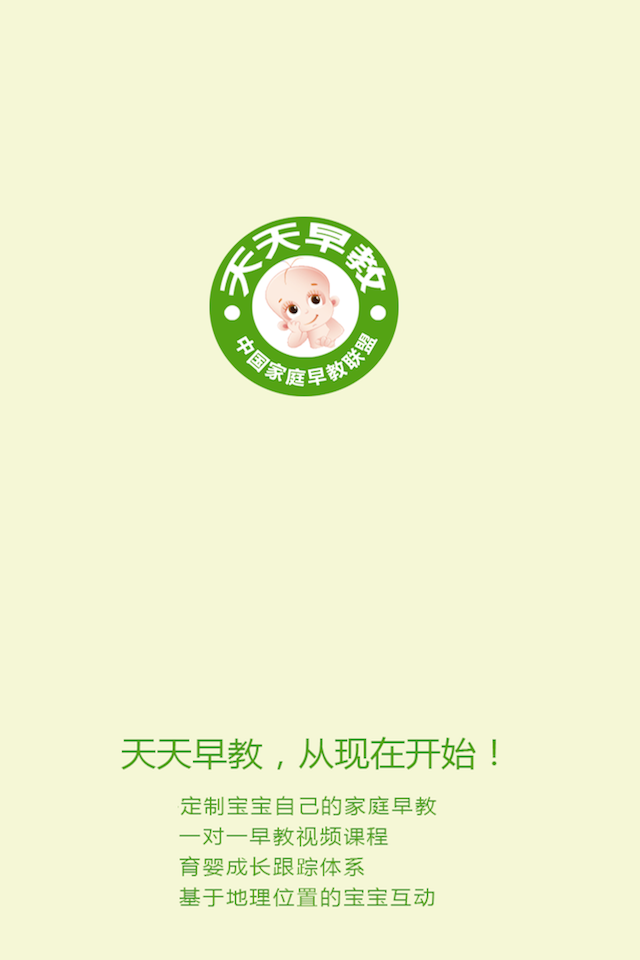 天天早教
中国家庭早教联盟
天天早教，从现在开始！
定制宝宝自己的家庭早教
一对一早教视频课程
育婴成长跟踪体系
基于地理位置的宝宝互动